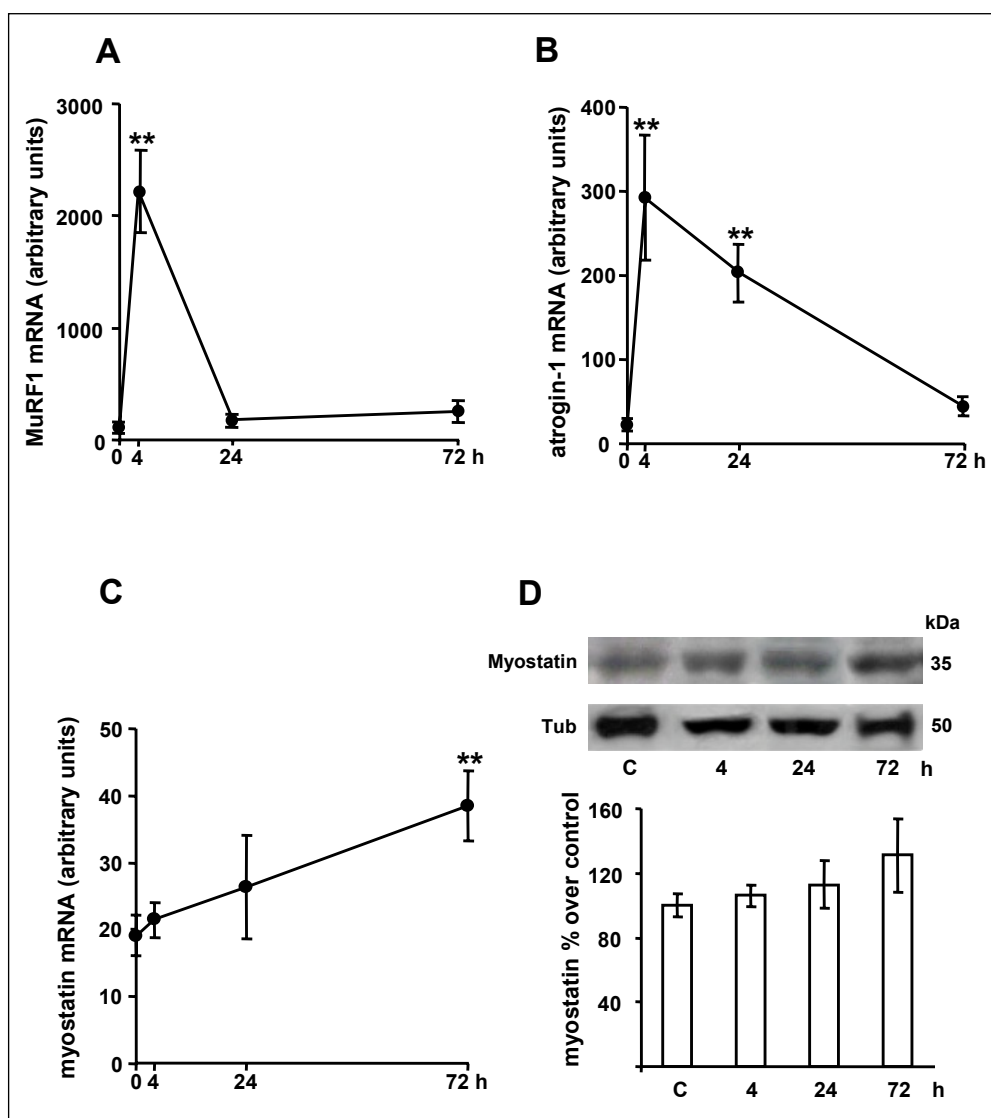 A
MuRF1 mRNA (arbitrary units)
3000
2000
1000
0
**
0 4 24 72 h
B
atrogin-1 mRNA (arbitrary units)
400
300
200
100
0
**
**
0 4 24 72 h
C
myostatin mRNA (arbitrary units)
50
40
30
20
10
0
**
0 4 24 72 h
D
kDa
Myostatin 35
Tub 50
C 4 24 72 h
myostatin % over control
160
120
80
40
C 4 24 72 h